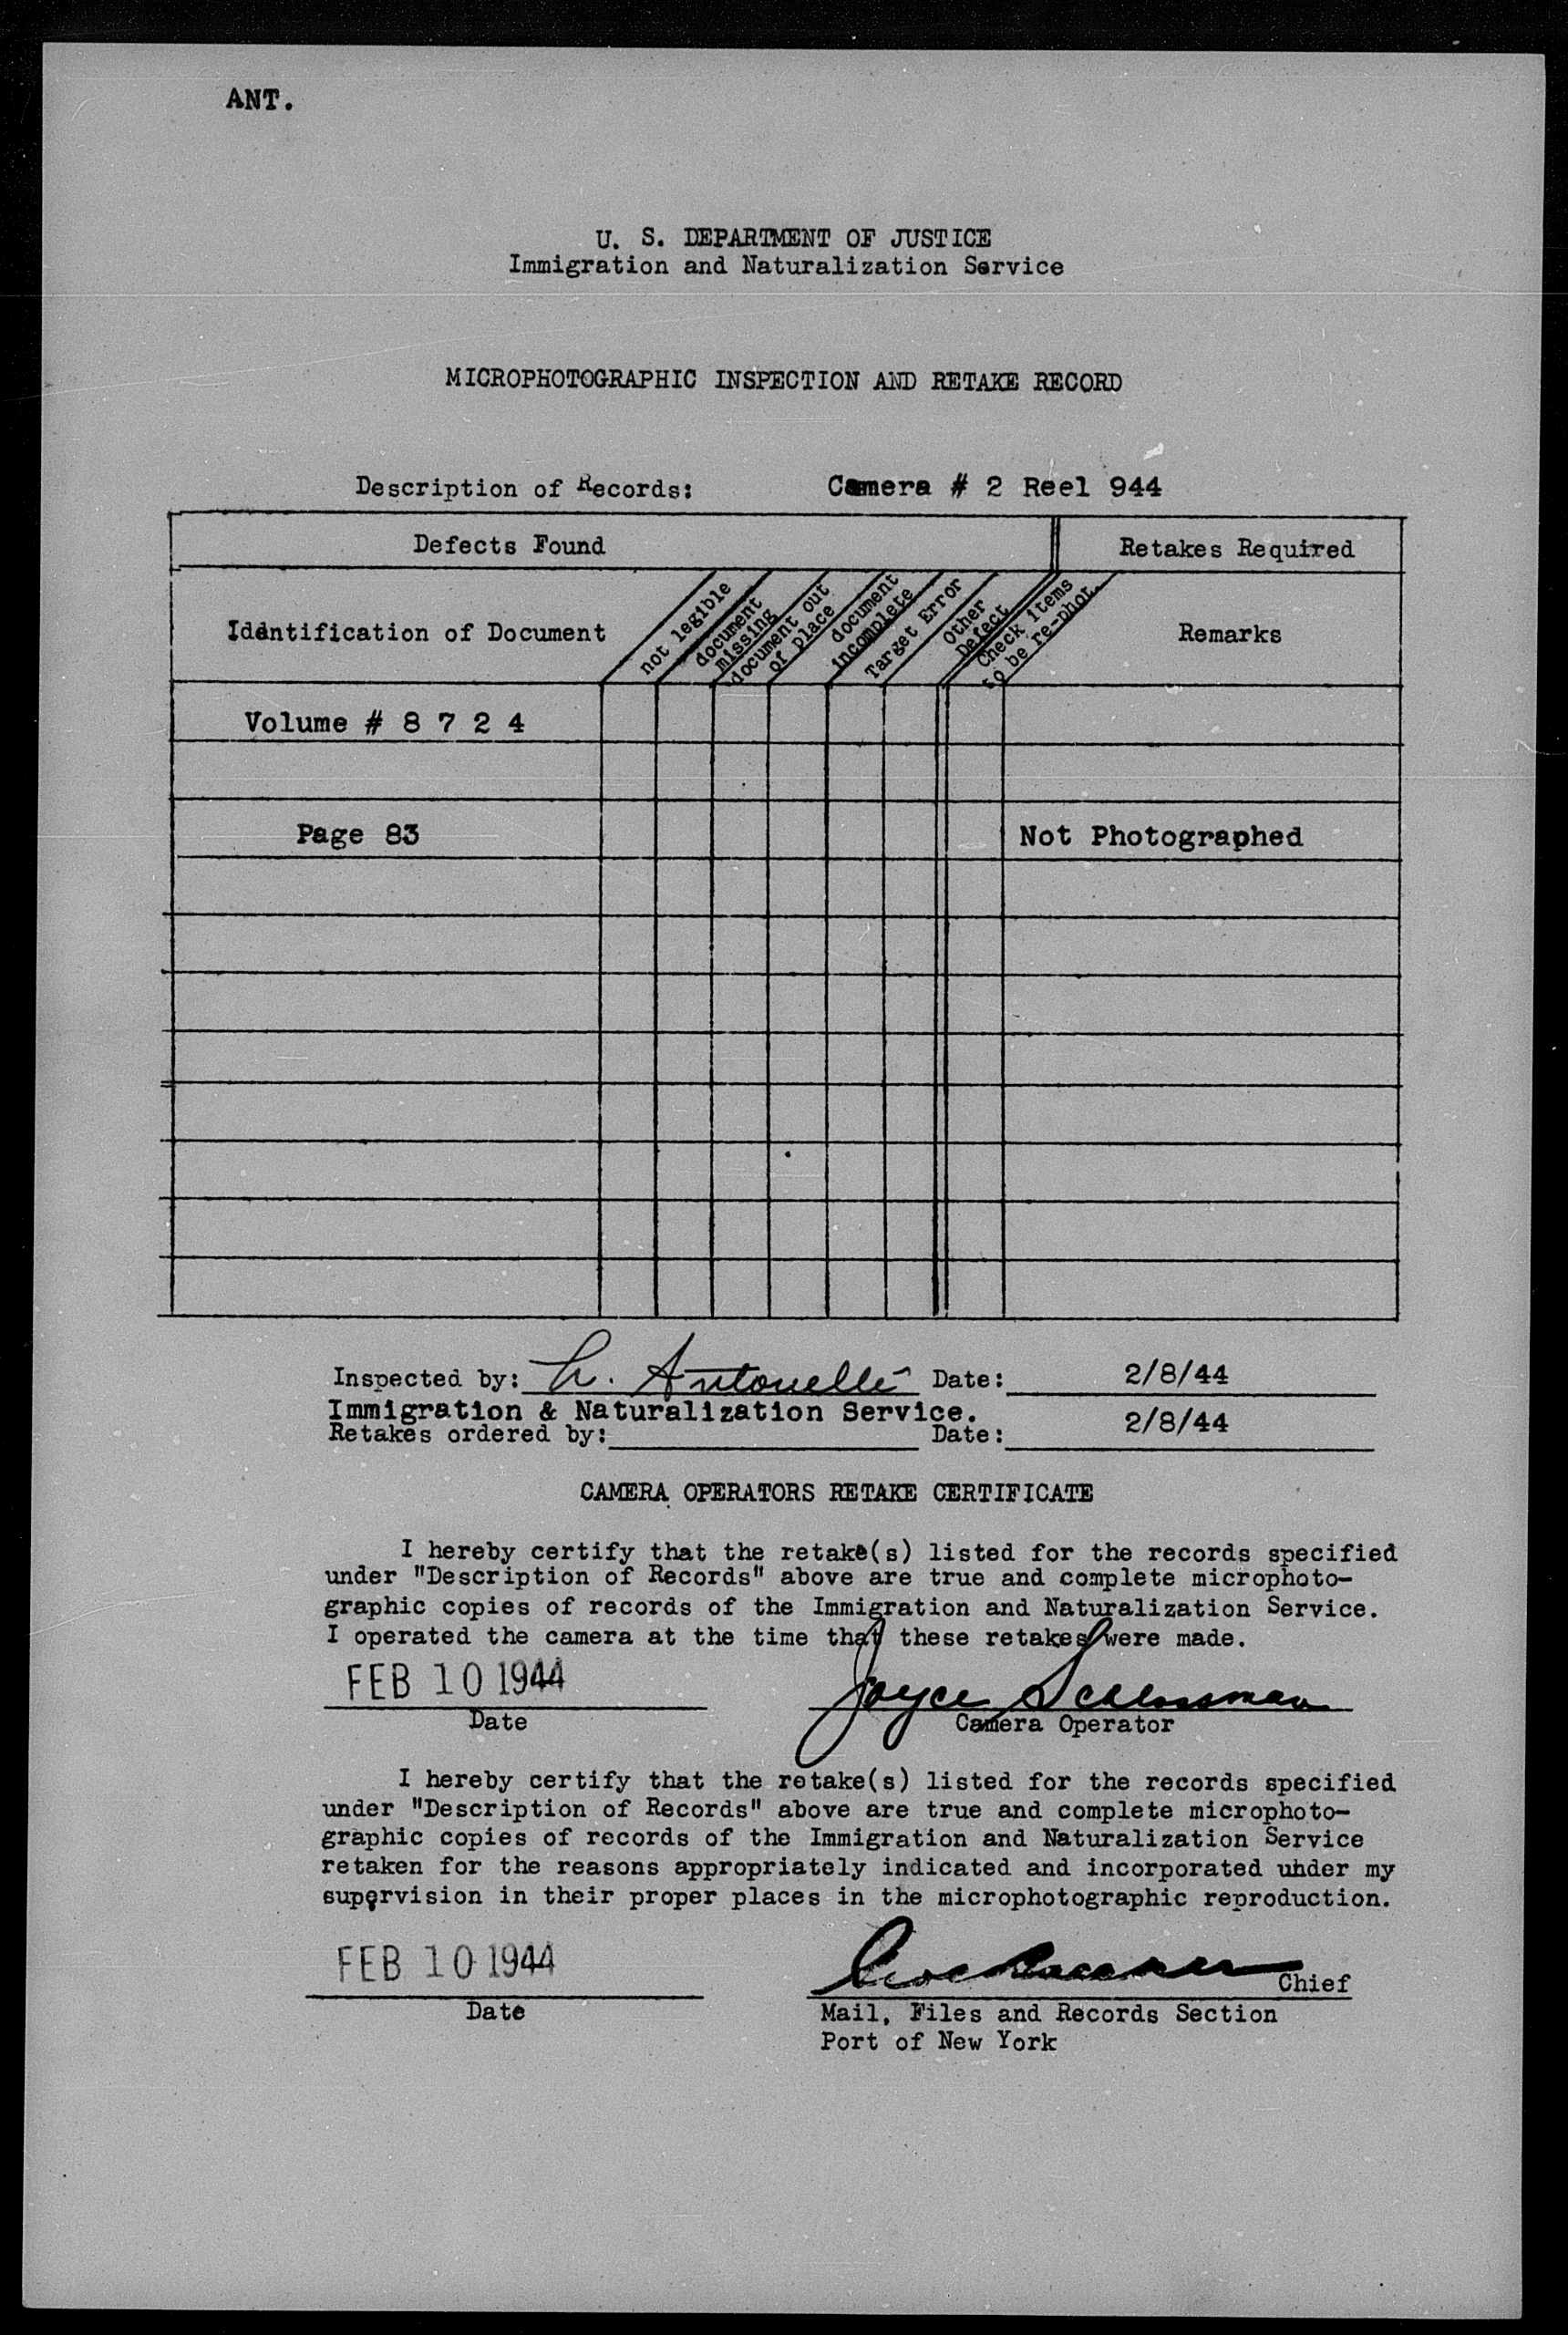 ANT.
U. S. DEPARTMENT OF JUSTICE
Immigration and Naturalization Service
MICROPHOTOGRAPHIC INSPECTION AND RETAKE RECORD
Description of Records: Camera # 2 Reel 944
Defects Found
Retakes Required
Identification of Document
not legible
document
missing
document out
of place
document
incomplete
Target Error
Other
Defect
Check items
to be re-phot.
Remarks
Volume # 8 7 2 4
Page 83 Not Photographed
Inspected by: L. Antonelli Date: 2/8/44
Immigration & Naturalization Service.
Retakes ordered by: Date: 2/8/44
CAMERA OPERATORS RETAKE CERTIFICATE
I hereby certify that the retake(s) listed for the records specified
under "Description of Records" above are true and complete microphoto-
graphic copies of records of the Immigration and Naturalization Service.
I operated the camera at the time that these retakes were made.
FEB 10 1944 Joyce Schlossman
Date Camera Operator
I hereby certify that the retake(s) listed for the records specified
under "Description of Records" above are true and complete microphoto-
graphic copies of records of the Immigration and Naturalization Service
retaken for the reasons appropriately indicated and incorporated under my
supervision in their proper places in the microphotographic reproduction.
FEB 10 1944 Chief
Date Mail, Files and Records Section
Port of New York